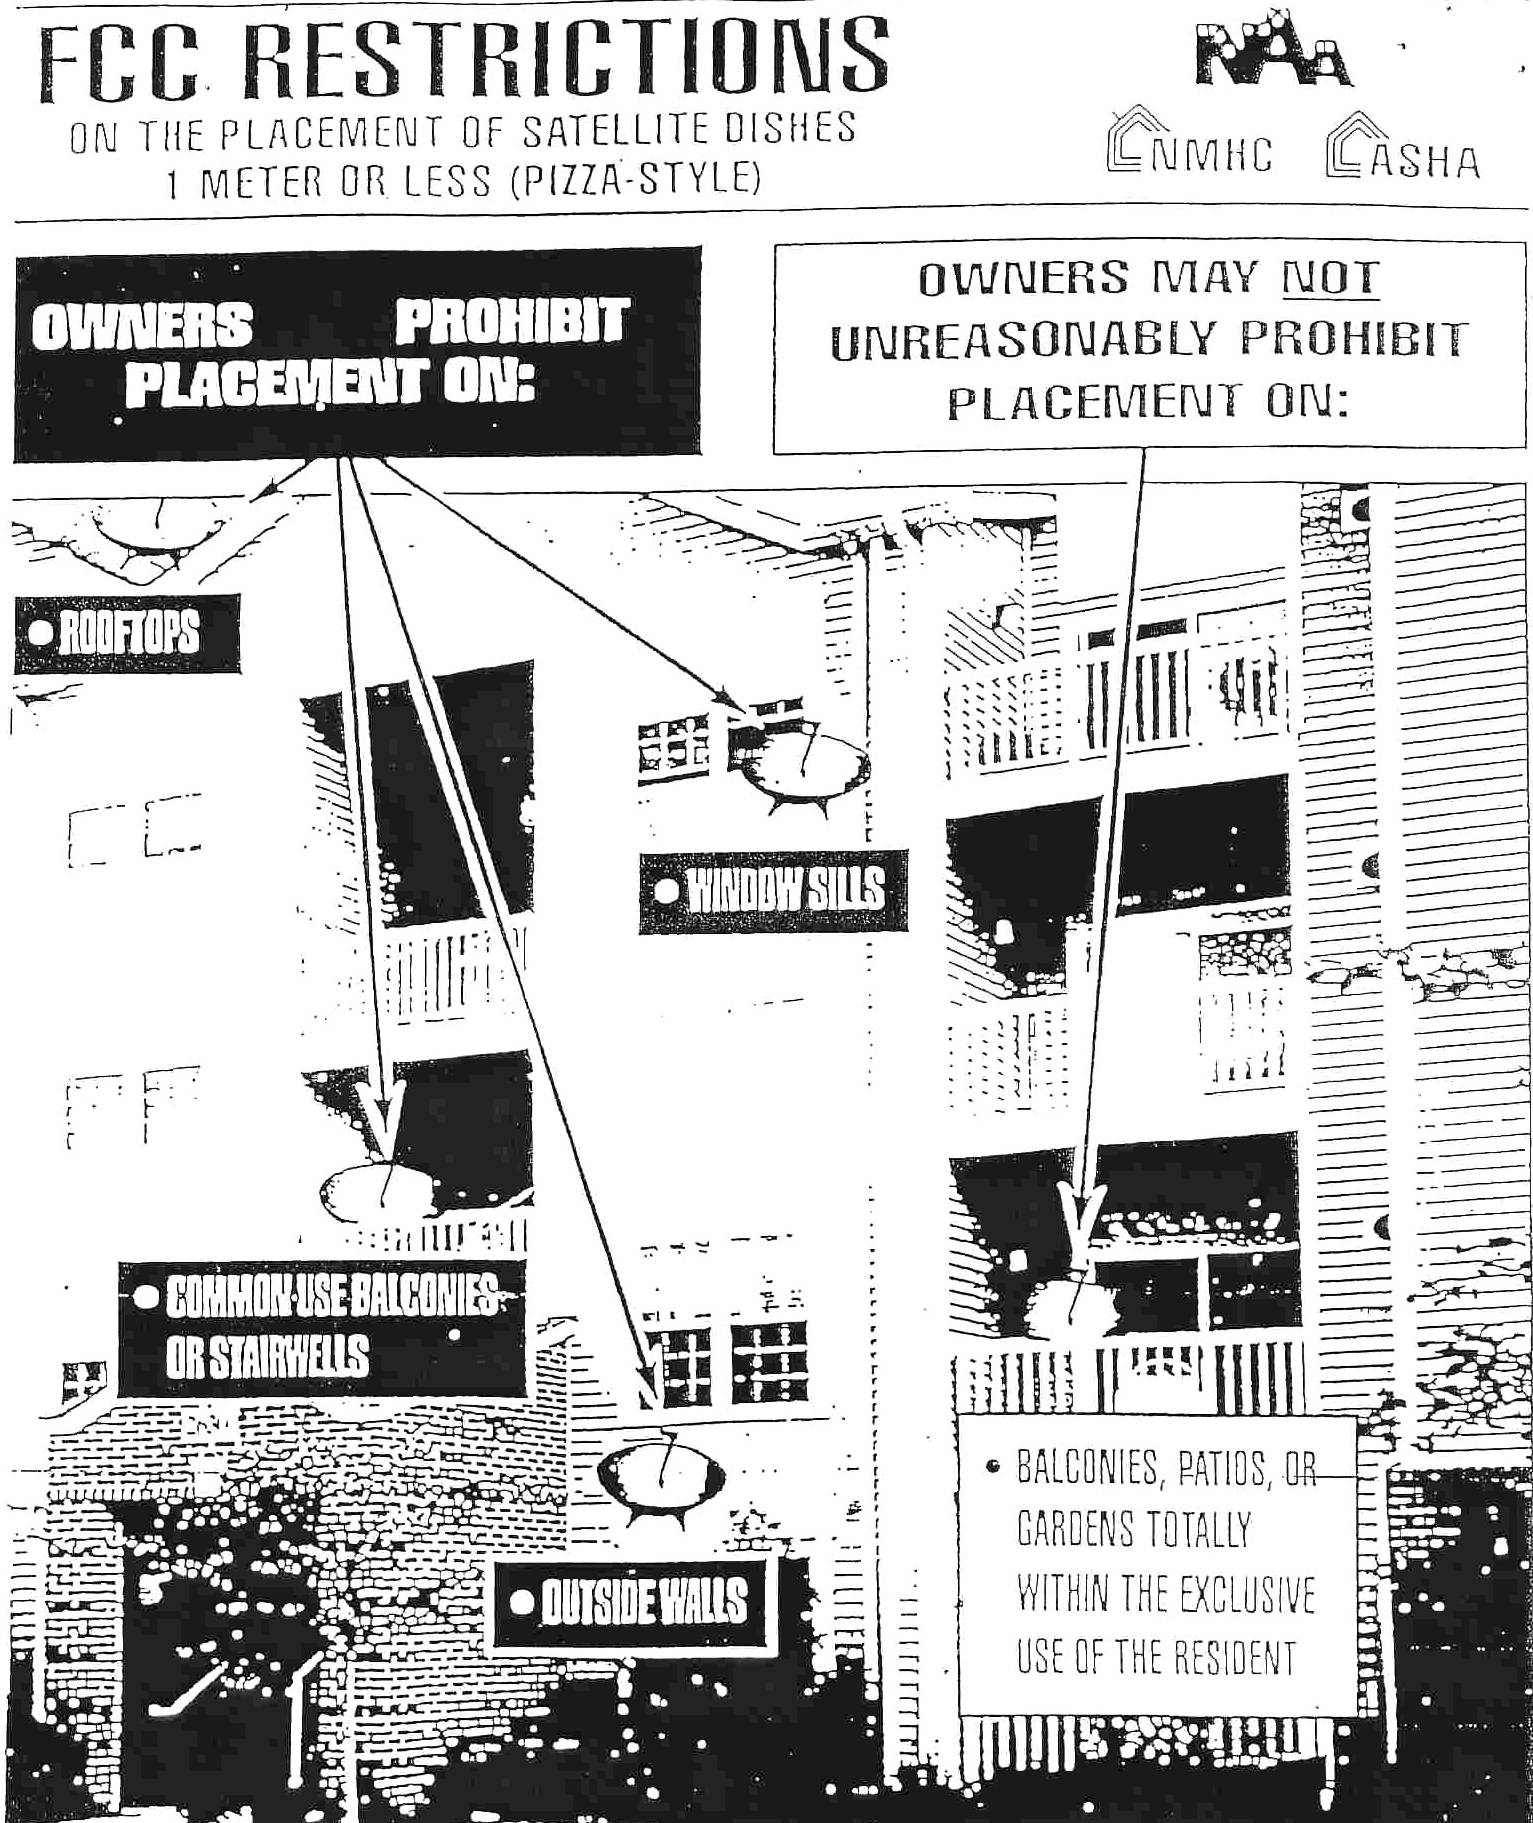 FCC RESTRICTIONS
ON THE PLACEMENT OF SATELLITE DISHES
1 METER OR LESS (PIZZA-STYLE)
NAA
NMHC
ASHA
OWNERS PROHIBIT
PLACEMENT ON:
OWNERS MAY NOT
UNREASONABLY PROHIBIT
PLACEMENT ON:
• ROOFTOPS
• WINDOW SILLS
• COMMON-USE BALCONIES
OR STAIRWELLS
• OUTSIDE WALLS
• BALCONIES, PATIOS, OR
GARDENS TOTALLY
WITHIN THE EXCLUSIVE
USE OF THE RESIDENT